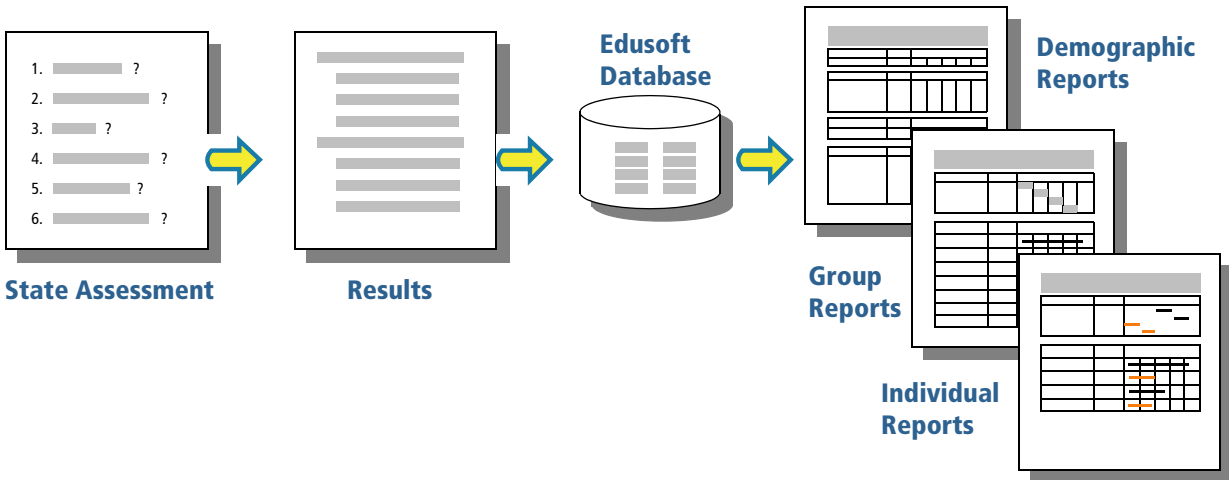 1. ?
2. ?
3. ?
4. ?
5. ?
6. ?
State Assessment
Results
Edusoft
Database
Demographic
Reports
Group
Reports
Individual
Reports